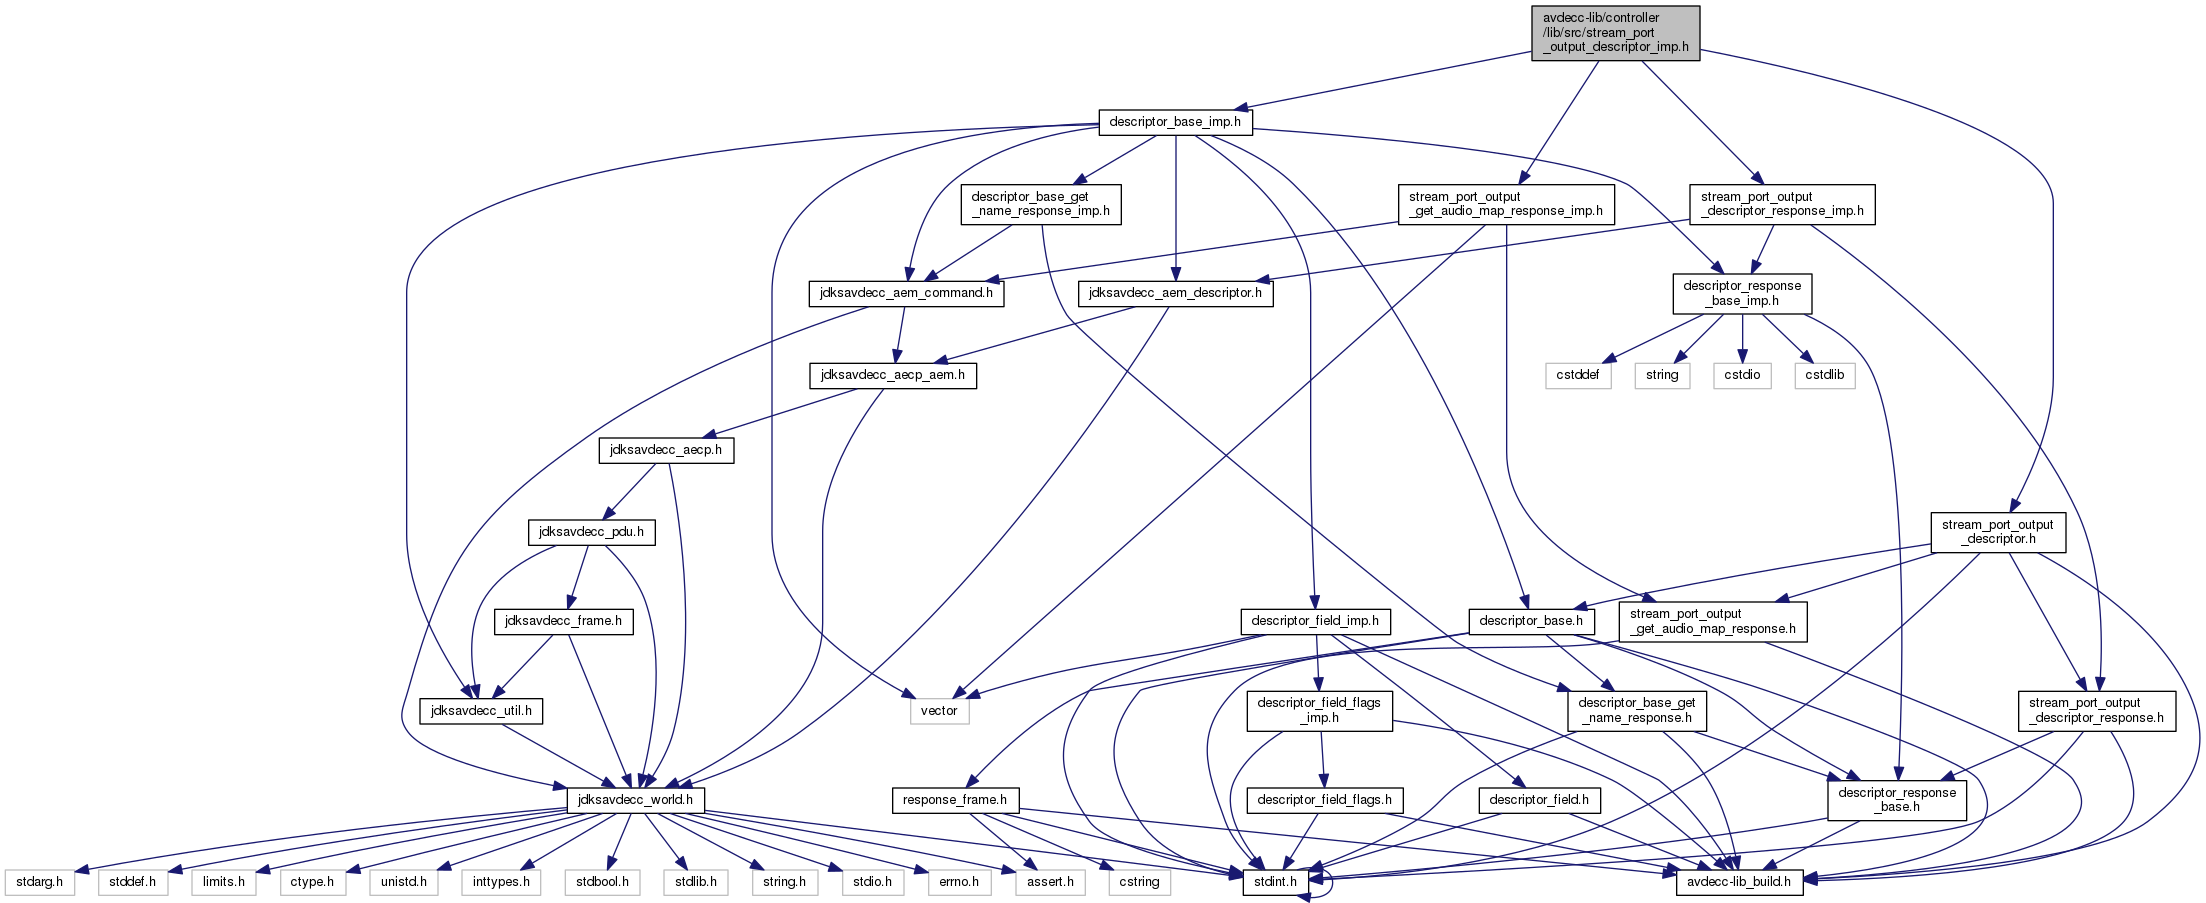 avdecc-lib/controller
/lib/src/stream_port
_output_descriptor_imp.h
descriptor_base_imp.h
descriptor_base_get
_name_response_imp.h
stream_port_output
_get_audio_map_response_imp.h
stream_port_output
_descriptor_response_imp.h
jdksavdecc_aem_command.h
jdksavdecc_aem_descriptor.h
descriptor_response
_base_imp.h
jdksavdecc_aecp_aem.h
cstddef
string
cstdio
cstdlib
jdksavdecc_aecp.h
jdksavdecc_pdu.h
stream_port_output
_descriptor.h
jdksavdecc_frame.h
descriptor_field_imp.h
descriptor_base.h
stream_port_output
_get_audio_map_response.h
jdksavdecc_util.h
vector
descriptor_field_flags
_imp.h
descriptor_base_get
_name_response.h
stream_port_output
_descriptor_response.h
jdksavdecc_world.h
response_frame.h
descriptor_field_flags.h
descriptor_field.h
descriptor_response
_base.h
stdarg.h
stddef.h
limits.h
ctype.h
unistd.h
inttypes.h
stdbool.h
stdlib.h
string.h
stdio.h
errno.h
assert.h
cstring
stdint.h
avdecc-lib_build.h